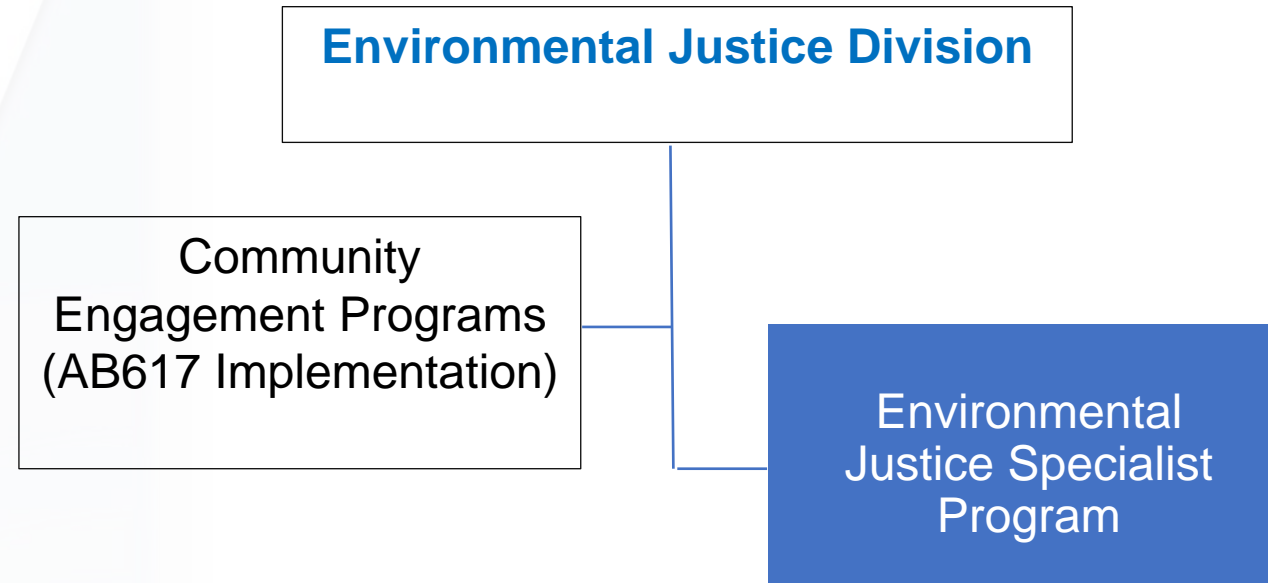 Environmental Justice Division
Community
Engagement Programs
(AB617 Implementation)
Environmental
Justice Specialist
Program